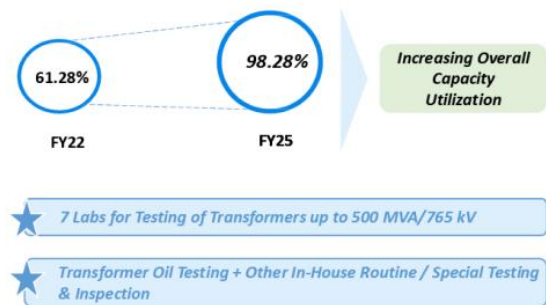 61.28%
98.28%
Increasing Overall
Capacity
Utilization
FY22
FY25
7 Labs for Testing of Transformers up to 500 MVA/765 kV
Transformer Oil Testing + Other In-House Routine / Special Testing
& Inspection